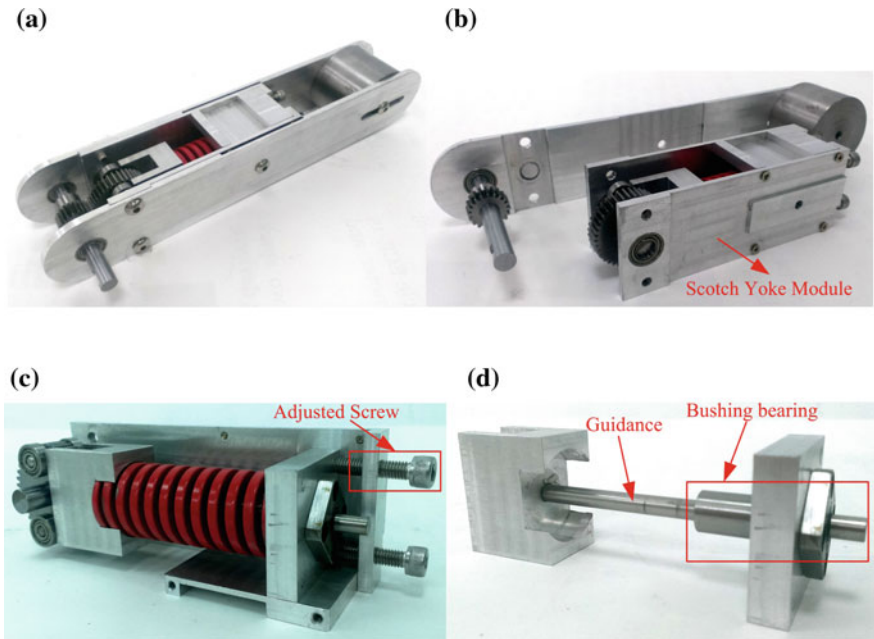 (a)
(b)
Scotch Yoke Module
(c)
Adjusted Screw
(d)
Guidance
Bushing bearing